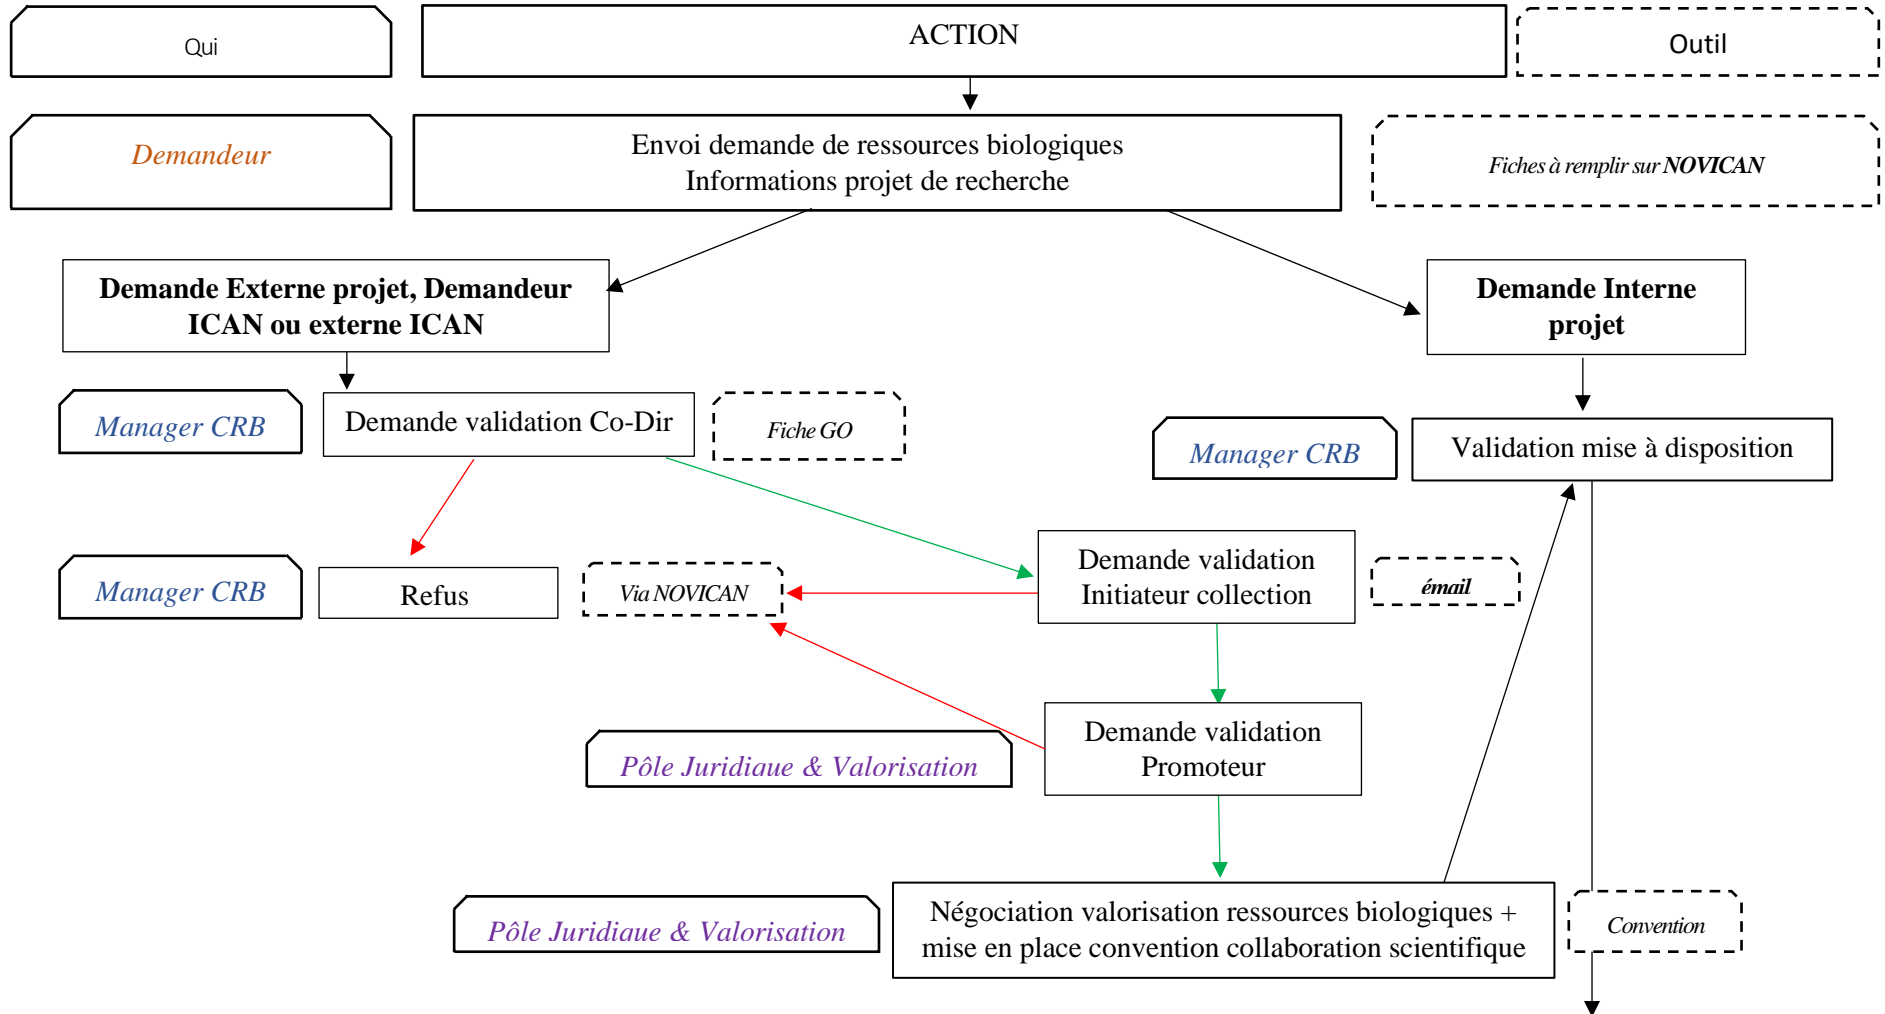 Qui
ACTION
Outil
Demandeur
Envoi demande de ressources biologiques
Informations projet de recherche
Fiches à remplir sur NOVICAN
Demande Externe projet, Demandeur
ICAN ou externe ICAN
Demande Interne
projet
Manager CRB
Demande validation Co-Dir
Fiche GO
Manager CRB
Validation mise à disposition
Manager CRB
Refus
Via NOVICAN
Demande validation
Initiateur collection
émail
Pôle Juridiaue & Valorisation
Demande validation
Promoteur
Pôle Juridiaue & Valorisation
Négociation valorisation ressources biologiques +
mise en place convention collaboration scientifique
Convention